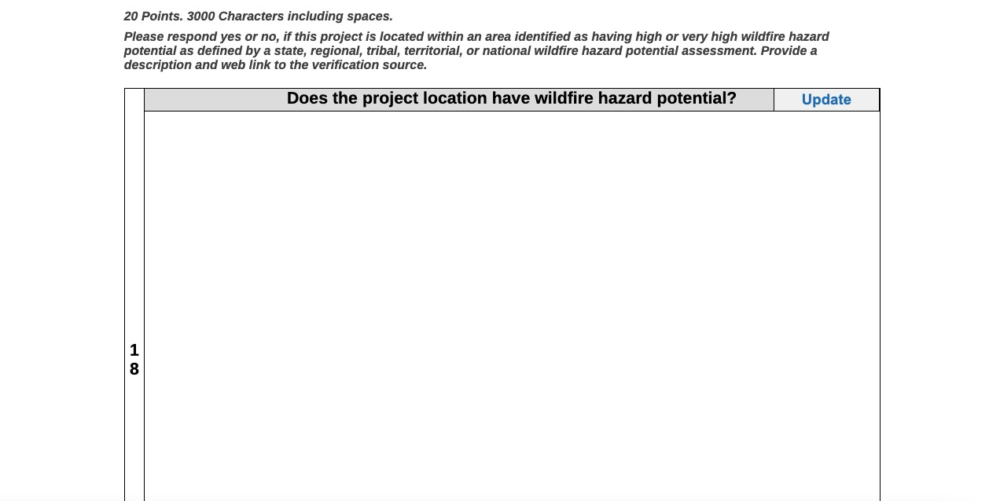 20 Points. 3000 Characters including spaces.
Please respond yes or no, if this project is located within an area identified as having high or very high wildfire hazard
potential as defined by a state, regional, tribal, territorial, or national wildfire hazard potential assessment. Provide a
description and web link to the verification source.
Does the project location have wildfire hazard potential?
Update
1
8